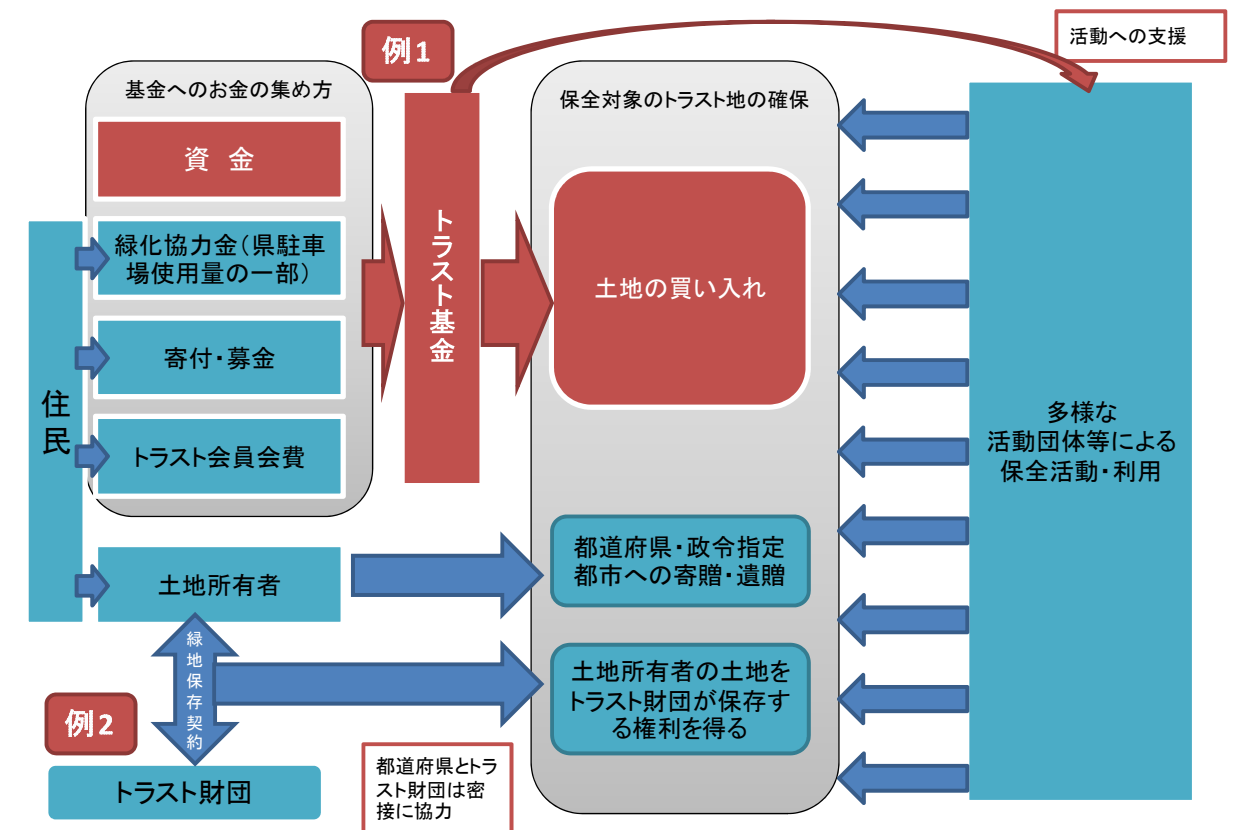 例1
活動への支援
基金へのお金の集め方
資 金
緑化協力金(県駐車
場使用量の一部)
寄付・募金
トラスト会員会費
住
民
土地所有者
緑地保存契約
例2
トラスト財団
トラスト基金
保全対象のトラスト地の確保
土地の買い入れ
都道府県・政令指定
都市への寄贈・遺贈
土地所有者の土地を
トラスト財団が保存す
る権利を得る
都道府県とトラ
スト財団は密
接に協力
多様な
活動団体等による
保全活動・利用